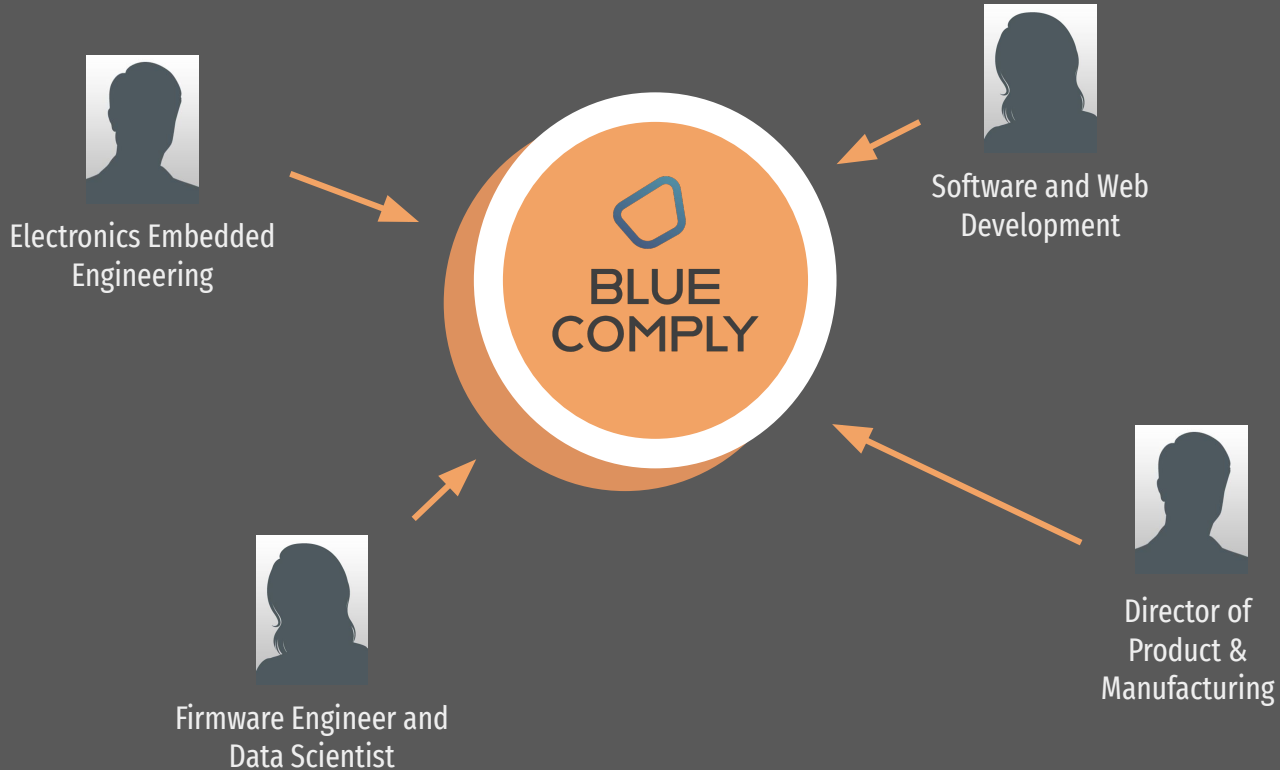 Electronics Embedded
Engineering
Software and Web
Development
BLUE
COMPLY
Firmware Engineer and
Data Scientist
Director of
Product &
Manufacturing